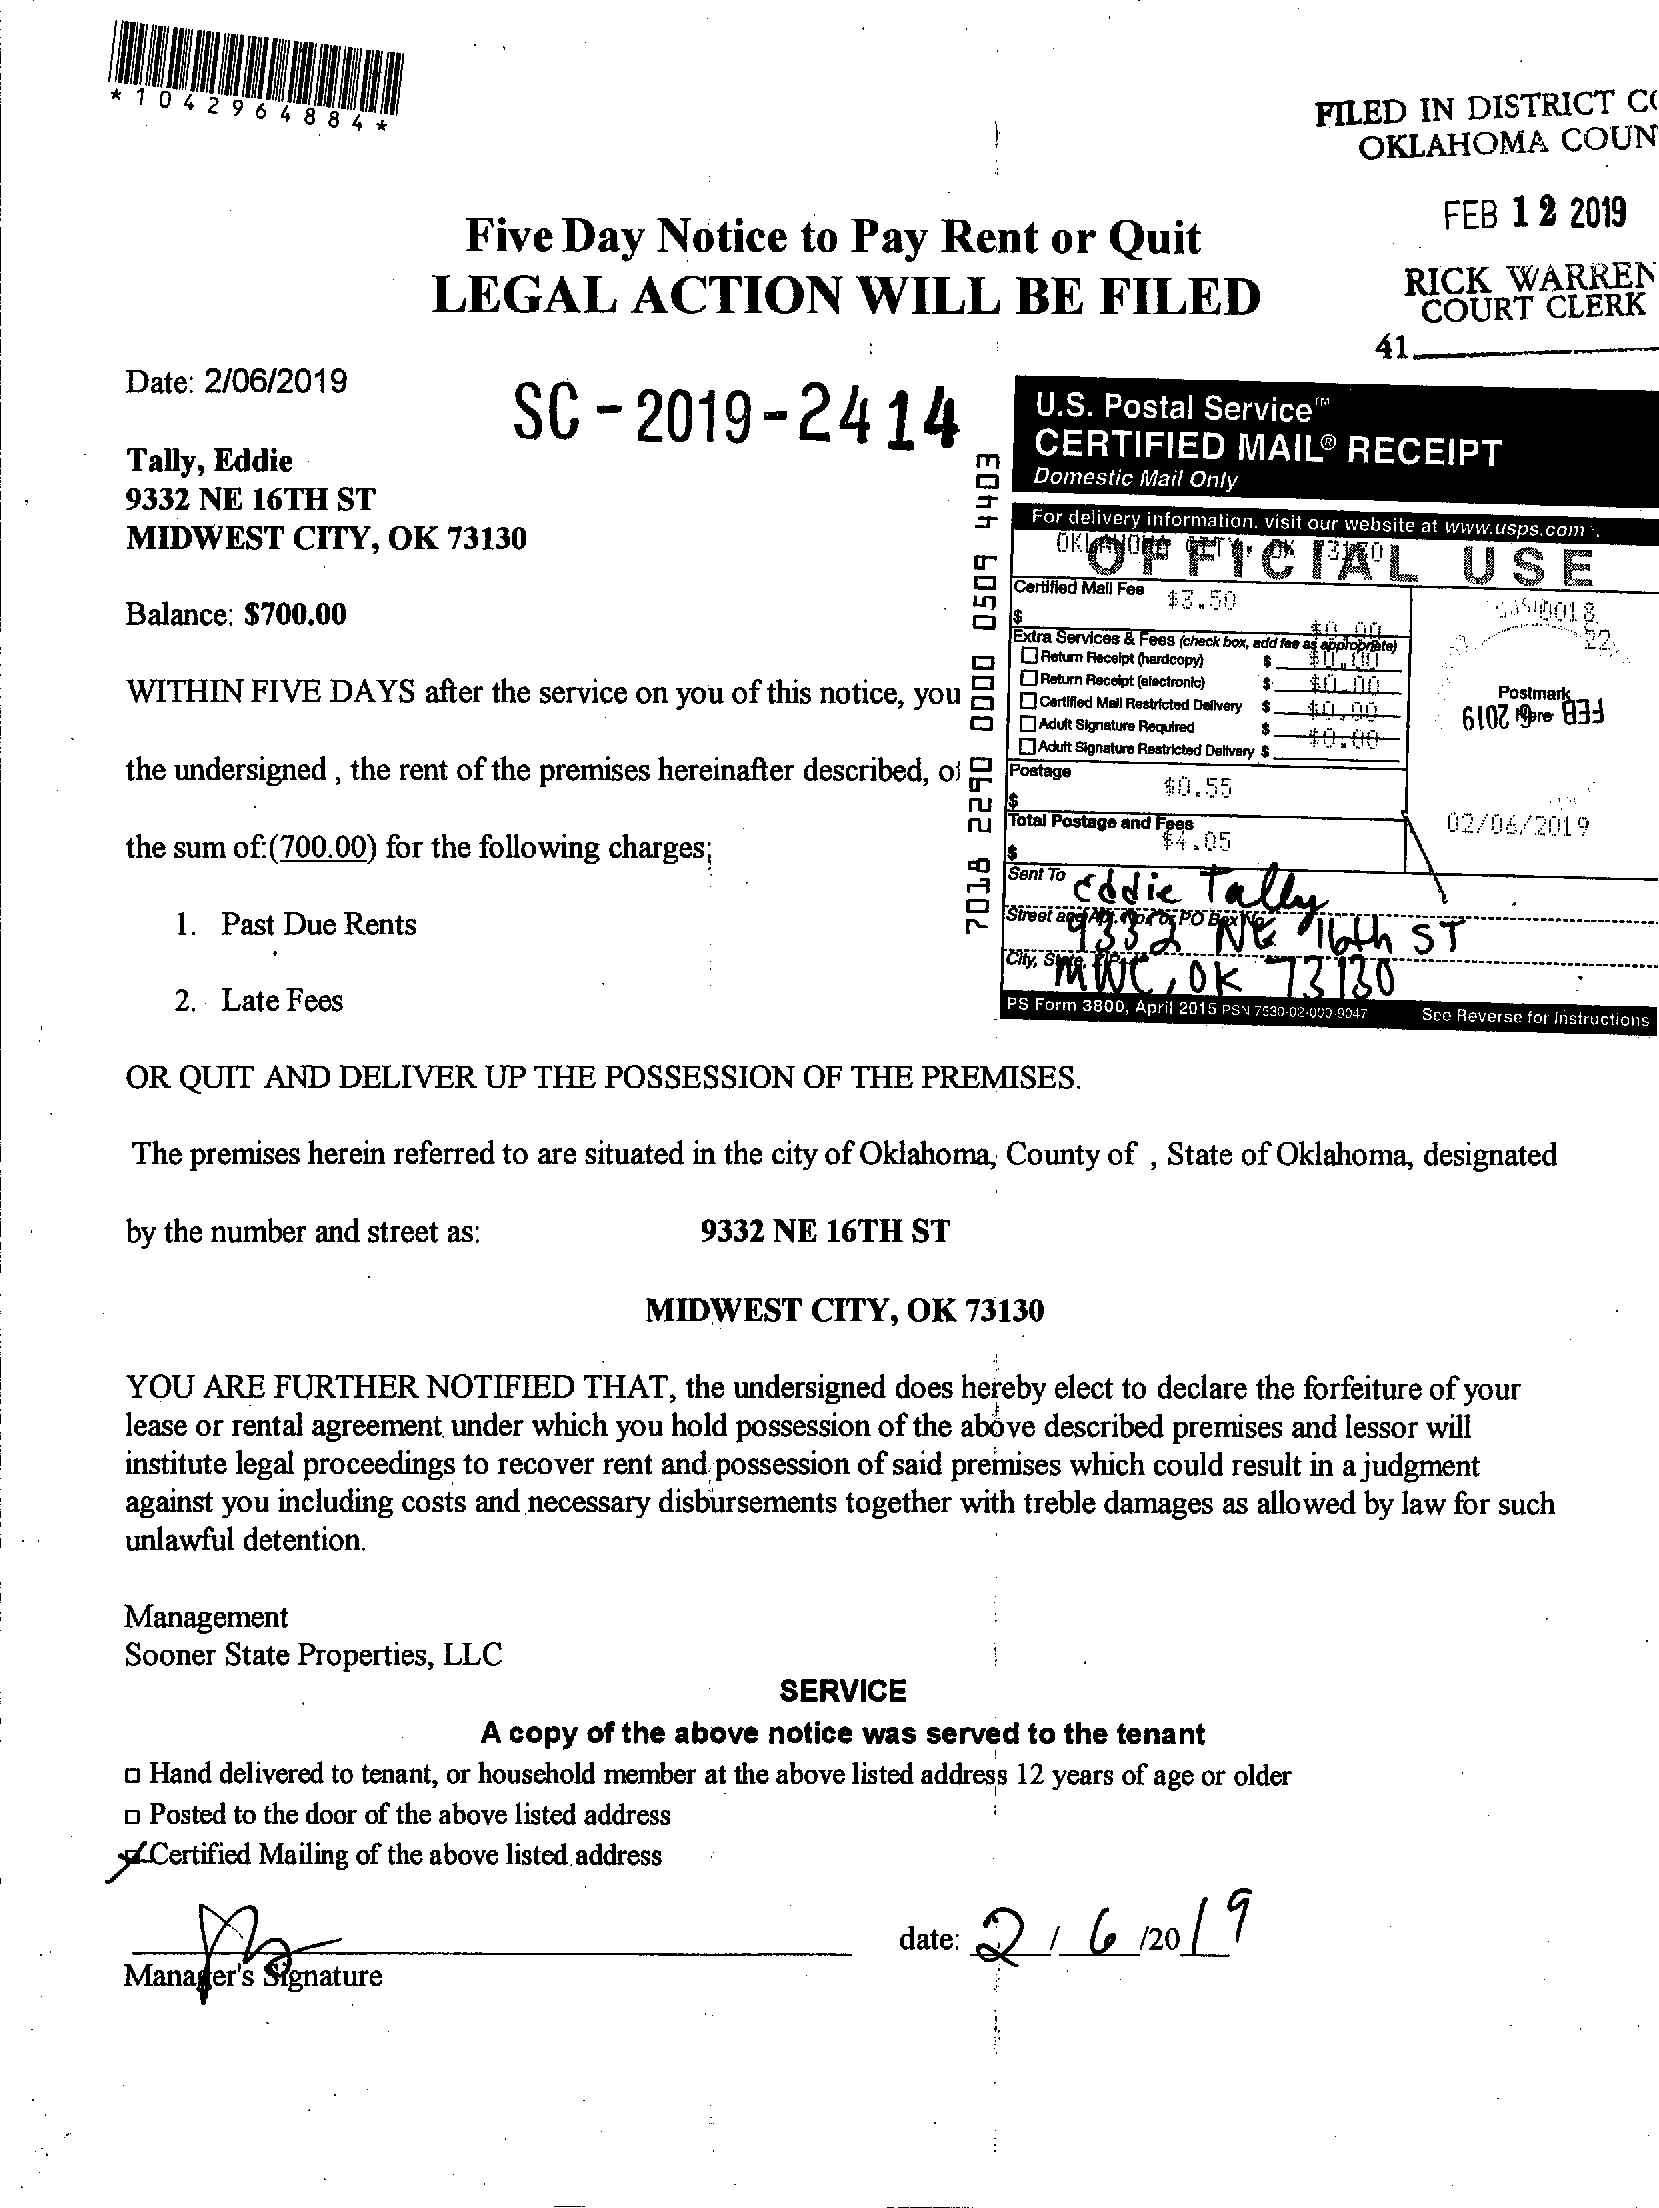 *1042964884*
FILED IN DISTRICT C
OKLAHOMA COUN
FEB 12 2019
RICK WARREN
COURT CLERK
41
Five Day Notice to Pay Rent or Quit
LEGAL ACTION WILL BE FILED
Date: 2/06/2019
SC-2019-2414
Tally, Eddie
9332 NE 16TH ST
MIDWEST CITY, OK 73130
Balance: $700.00
WITHIN FIVE DAYS after the service on you of this notice, you
the undersigned , the rent of the premises hereinafter described, of
the sum of:(700.00) for the following charges;
1. Past Due Rents
2. Late Fees
7018 2290 0000 0509 4403
U.S. Postal Service™
CERTIFIED MAIL® RECEIPT
Domestic Mail Only
For delivery information, visit our website at www.usps.com
OFFICIAL USE
Certified Mail Fee $3.50
$
$0.00
Extra Services & Fees (check box, add fee as appropriate)
Return Receipt (hardcopy) $ $0.00
Return Receipt (electronic) $ $0.00
Certified Mail Restricted Delivery $ $0.00
Adult Signature Required $ $0.00
Adult Signature Restricted Delivery $
Postage $0.55
$
Total Postage and Fees $4.05
$
22
Postmark
Here
FEB 2019
02/06/2019
Sent To Eddie Tally
Street and Apt. No., or PO Box No. 9332 NE 16th ST
City, State, MWC, OK 73130
PS Form 3800, April 2015 PSN 7530-02-000-9047 See Reverse for Instructions
OR QUIT AND DELIVER UP THE POSSESSION OF THE PREMISES.
The premises herein referred to are situated in the city of Oklahoma, County of , State of Oklahoma, designated
by the number and street as: 9332 NE 16TH ST
MIDWEST CITY, OK 73130
YOU ARE FURTHER NOTIFIED THAT, the undersigned does hereby elect to declare the forfeiture of your
lease or rental agreement under which you hold possession of the above described premises and lessor will
institute legal proceedings to recover rent and possession of said premises which could result in a judgment
against you including costs and necessary disbursements together with treble damages as allowed by law for such
unlawful detention.
Management
Sooner State Properties, LLC
SERVICE
A copy of the above notice was served to the tenant
Hand delivered to tenant, or household member at the above listed address 12 years of age or older
Posted to the door of the above listed address
Certified Mailing of the above listed address
date: 2/6/2019
Manager's Signature